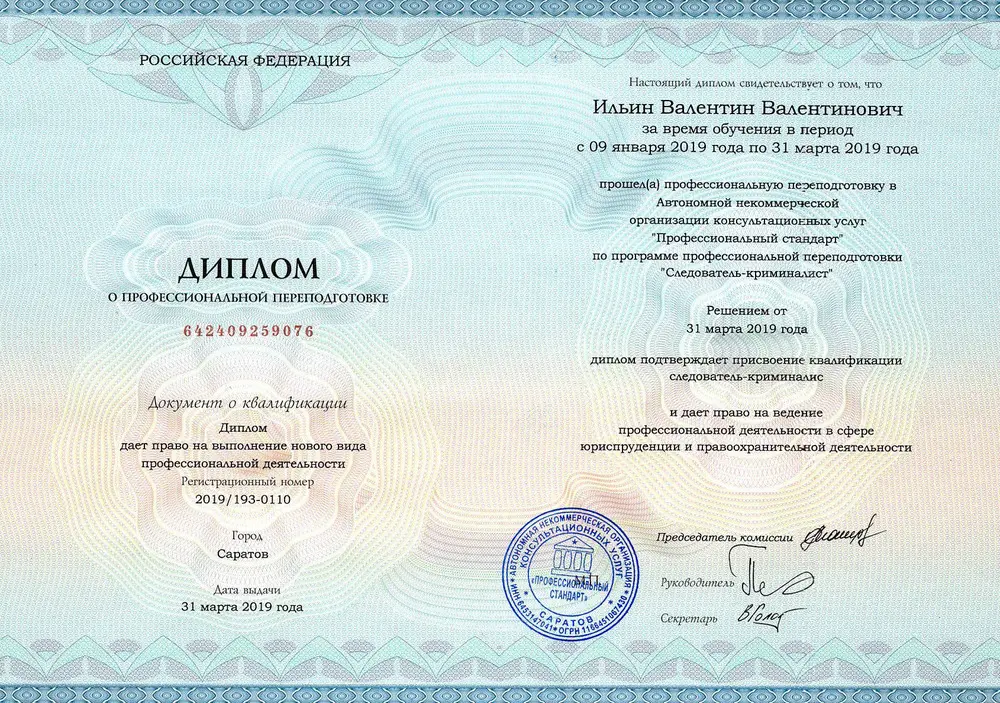 РОССИЙСКАЯ ФЕДЕРАЦИЯ
ДИПЛОМ
О ПРОФЕССИОНАЛЬНОЙ ПЕРЕПОДГОТОВКЕ
642409259076
Документ о квалификации
Диплом
дает право на выполнение нового вида
профессиональной деятельности
Регистрационный номер
2019/193-0110
Город
Саратов
Дата выдачи
31 марта 2019 года
Настоящий диплом свидетельствует о том, что
Ильин Валентин Валентинович
за время обучения в период
с 09 января 2019 года по 31 марта 2019 года
прошел(а) профессиональную переподготовку в
Автономной некоммерческой
организации консультационных услуг
"Профессиональный стандарт"
по программе профессиональной переподготовки
"Следователь-криминалист"
Решением от
31 марта 2019 года
диплом подтверждает присвоение квалификации
следователь-криминалис
и дает право на ведение
профессиональной деятельности в сфере
юриспруденции и правоохранительной деятельности
Председатель комиссии
Руководитель
Секретарь
М.П.
АВТОНОМНАЯ НЕКОММЕРЧЕСКАЯ ОРГАНИЗАЦИЯ
КОНСУЛЬТАЦИОННЫХ УСЛУГ
«ПРОФЕССИОНАЛЬНЫЙ
СТАНДАРТ»
САРАТОВ
ИНН 6453147041 * ОГРН 1166451067430